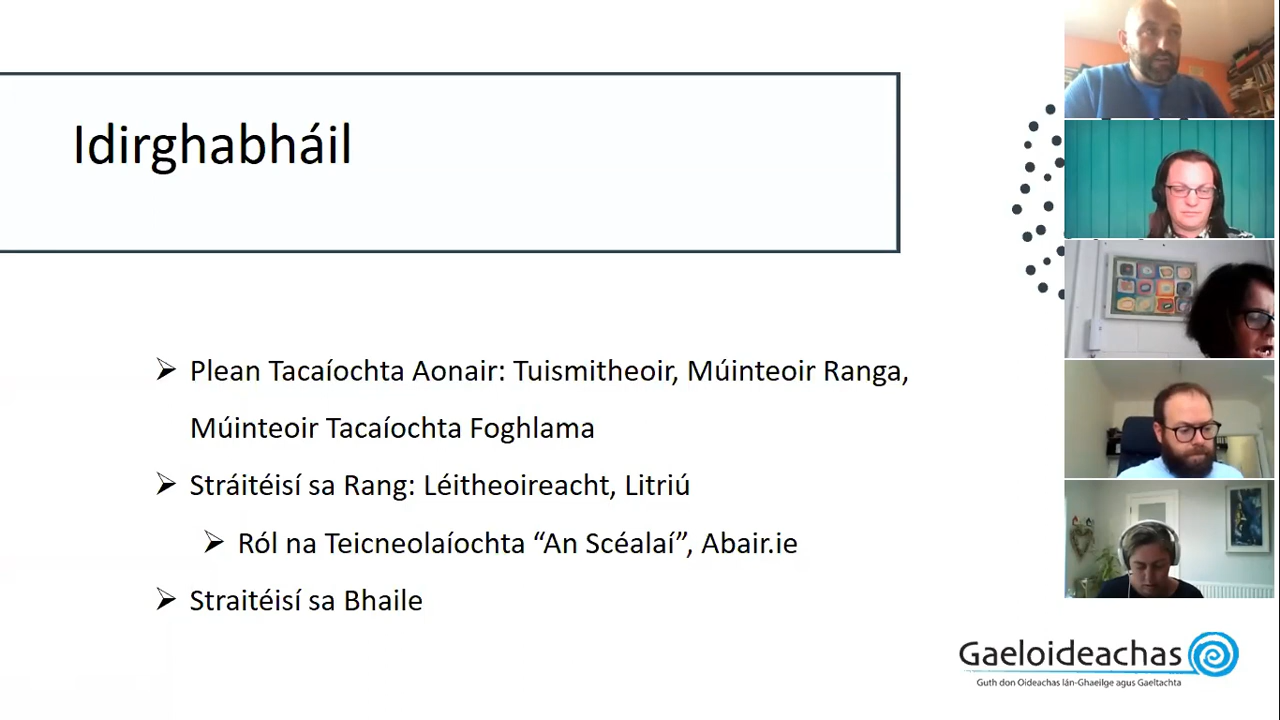 Idirghabháil
Plean Tacaíochta Aonair: Tuismitheoir, Múinteoir Ranga,
Múinteoir Tacaíochta Foghlama
Stráitéisí sa Rang: Léitheoireacht, Litriú
Ról na Teicneolaíochta “An Scéalaí”, Abair.ie
Straitéisí sa Bhaile
Gaeloideachas
Guth don Oideachas lán-Ghaeilge agus Gaeltachta